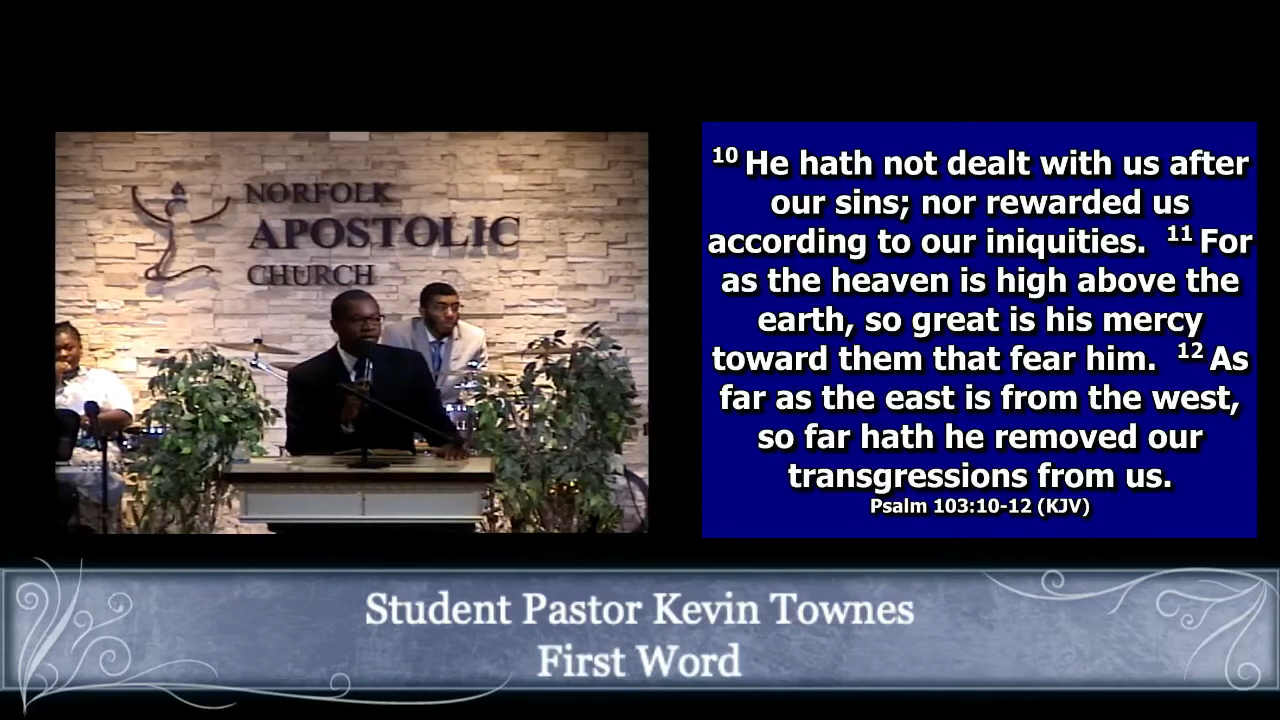 NORFOLK
APOSTOLIC
CHURCH
10 He hath not dealt with us after
our sins; nor rewarded us
according to our iniquities. 11 For
as the heaven is high above the
earth, so great is his mercy
toward them that fear him. 12 As
far as the east is from the west,
so far hath he removed our
transgressions from us.
Psalm 103:10-12 (KJV)
Student Pastor Kevin Townes
First Word